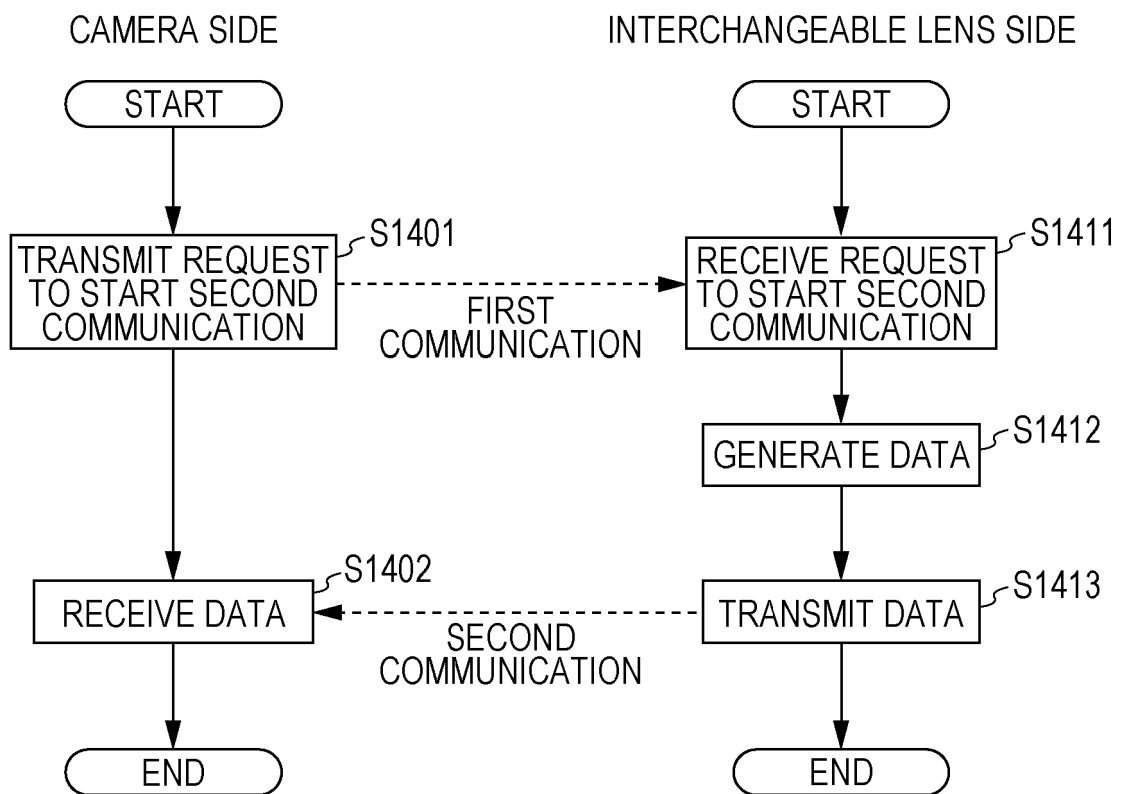 CAMERA SIDE
INTERCHANGEABLE LENS SIDE
START
START
S1401
TRANSMIT REQUEST
TO START SECOND
COMMUNICATION
FIRST
COMMUNICATION
S1411
RECEIVE REQUEST
TO START SECOND
COMMUNICATION
S1412
GENERATE DATA
S1402
RECEIVE DATA
SECOND
COMMUNICATION
S1413
TRANSMIT DATA
END
END